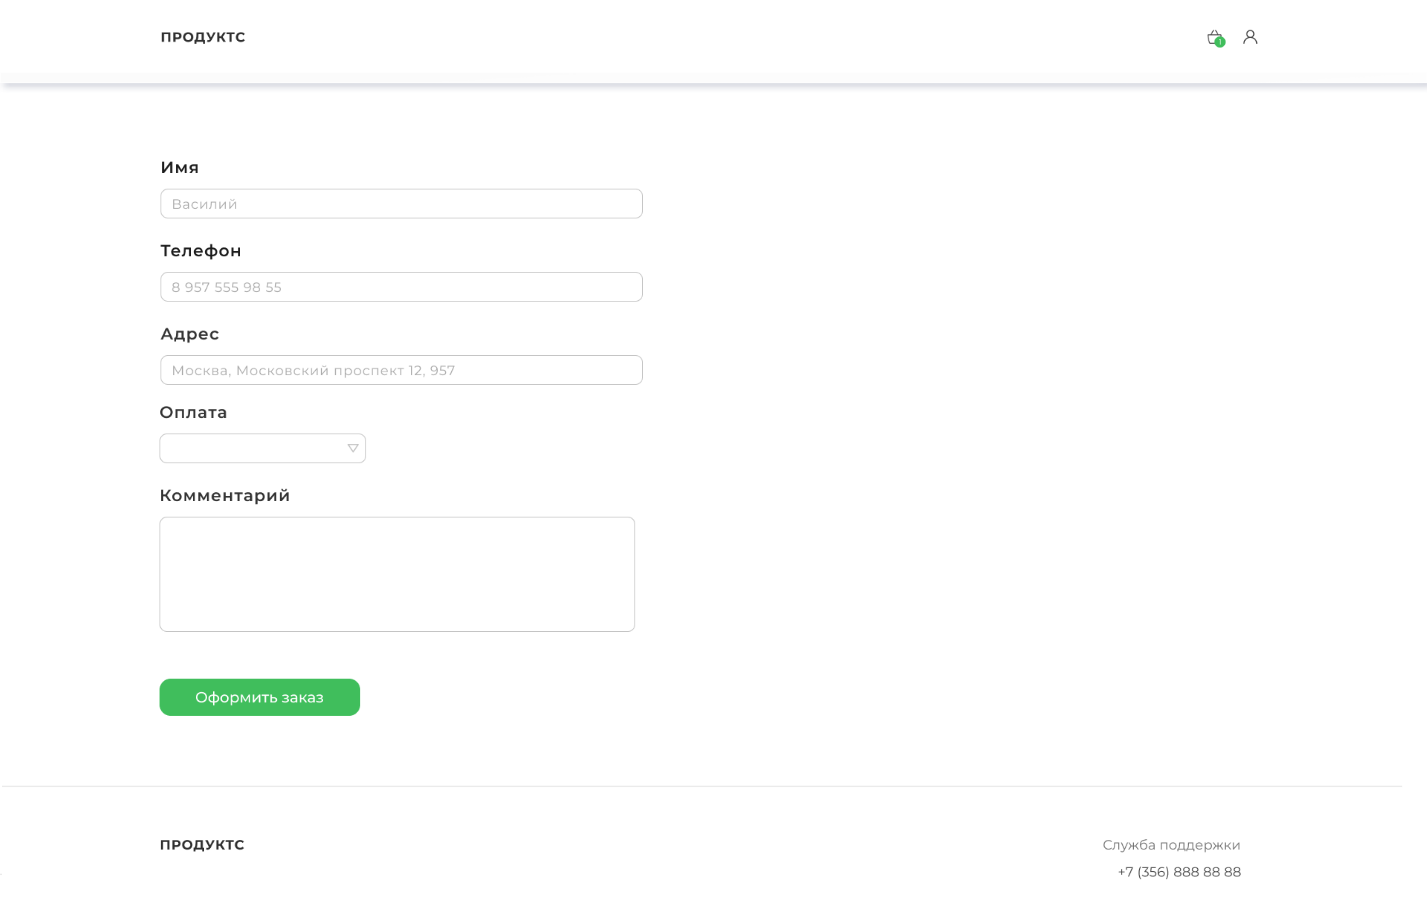 ПРОДУКТС
1
Имя
Василий
Телефон
8 957 555 98 55
Адрес
Москва, Московский проспект 12, 957
Оплата
Комментарий
Оформить заказ
ПРОДУКТС
Служба поддержки
+7 (356) 888 88 88